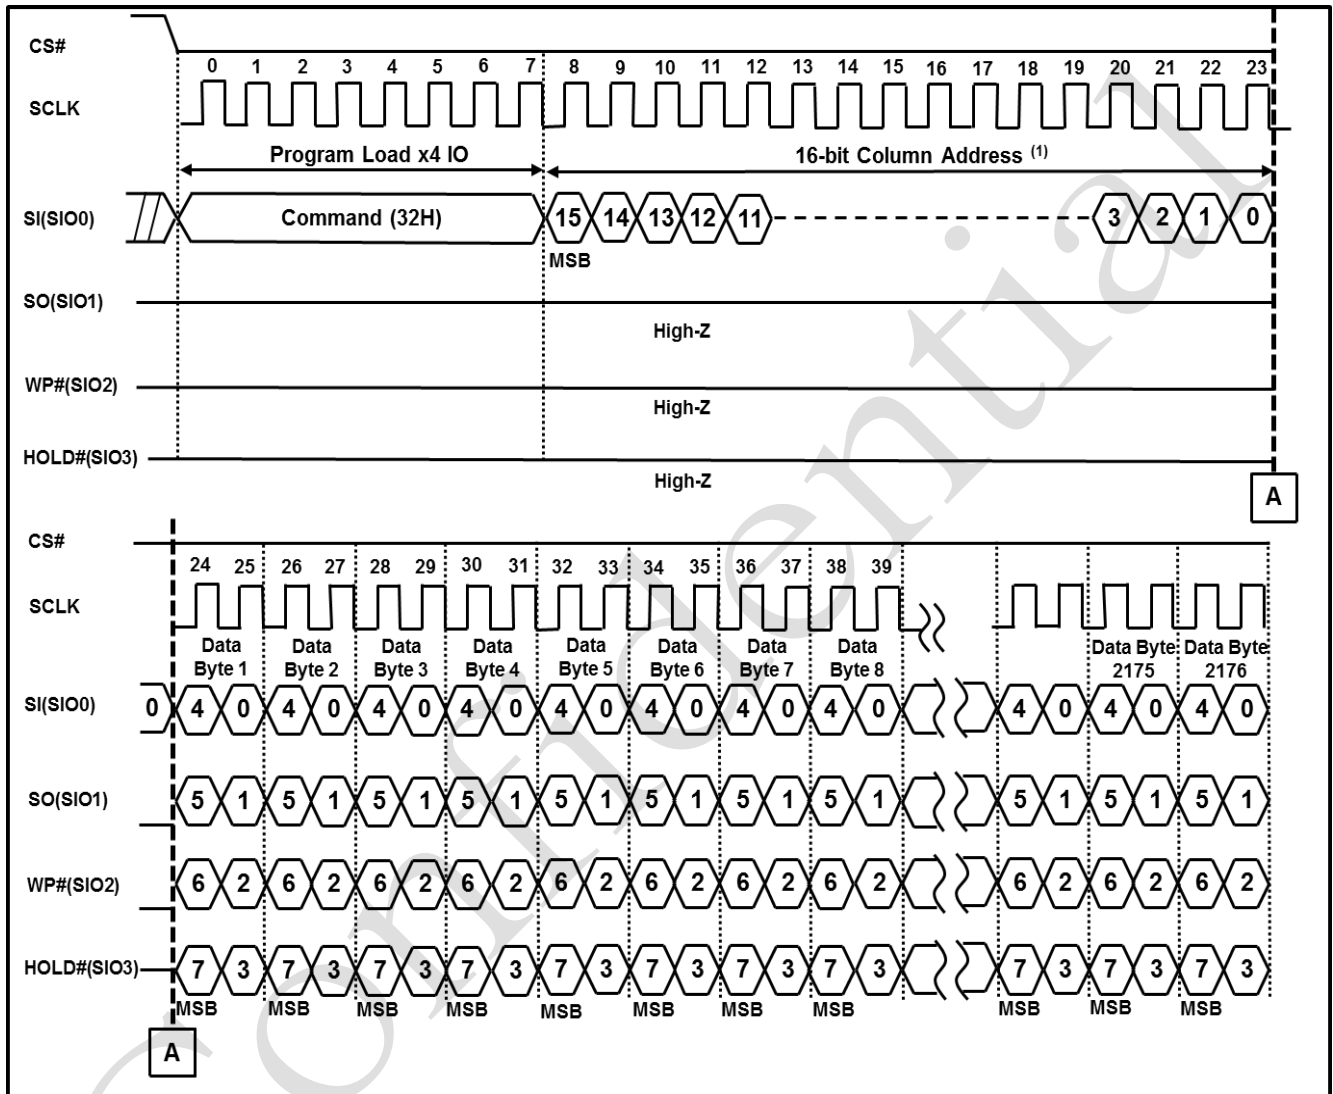 CS#
0 1 2 3 4 5 6 7 8 9 10 11 12 13 14 15 16 17 18 19 20 21 22 23
SCLK
Program Load x4 IO 16-bit Column Address (1)
SI(SIO0) Command (32H) 15 14 13 12 11 3 2 1 0
MSB
SO(SIO1)
High-Z
WP#(SIO2)
High-Z
HOLD#(SIO3)
High-Z
A
CS#
24 25 26 27 28 29 30 31 32 33 34 35 36 37 38 39
SCLK
Data Data Data Data Data Data Data Data Data Byte Data Byte
Byte 1 Byte 2 Byte 3 Byte 4 Byte 5 Byte 6 Byte 7 Byte 8 2175 2176
SI(SIO0) 0 4 0 4 0 4 0 4 0 4 0 4 0 4 0 4 0 4 0 4 0 4 0
SO(SIO1) 5 1 5 1 5 1 5 1 5 1 5 1 5 1 5 1 5 1 5 1 5 1
WP#(SIO2) 6 2 6 2 6 2 6 2 6 2 6 2 6 2 6 2 6 2 6 2 6 2
HOLD#(SIO3) 7 3 7 3 7 3 7 3 7 3 7 3 7 3 7 3 7 3 7 3 7 3
MSB MSB MSB MSB MSB MSB MSB MSB MSB MSB MSB
A
Confidential